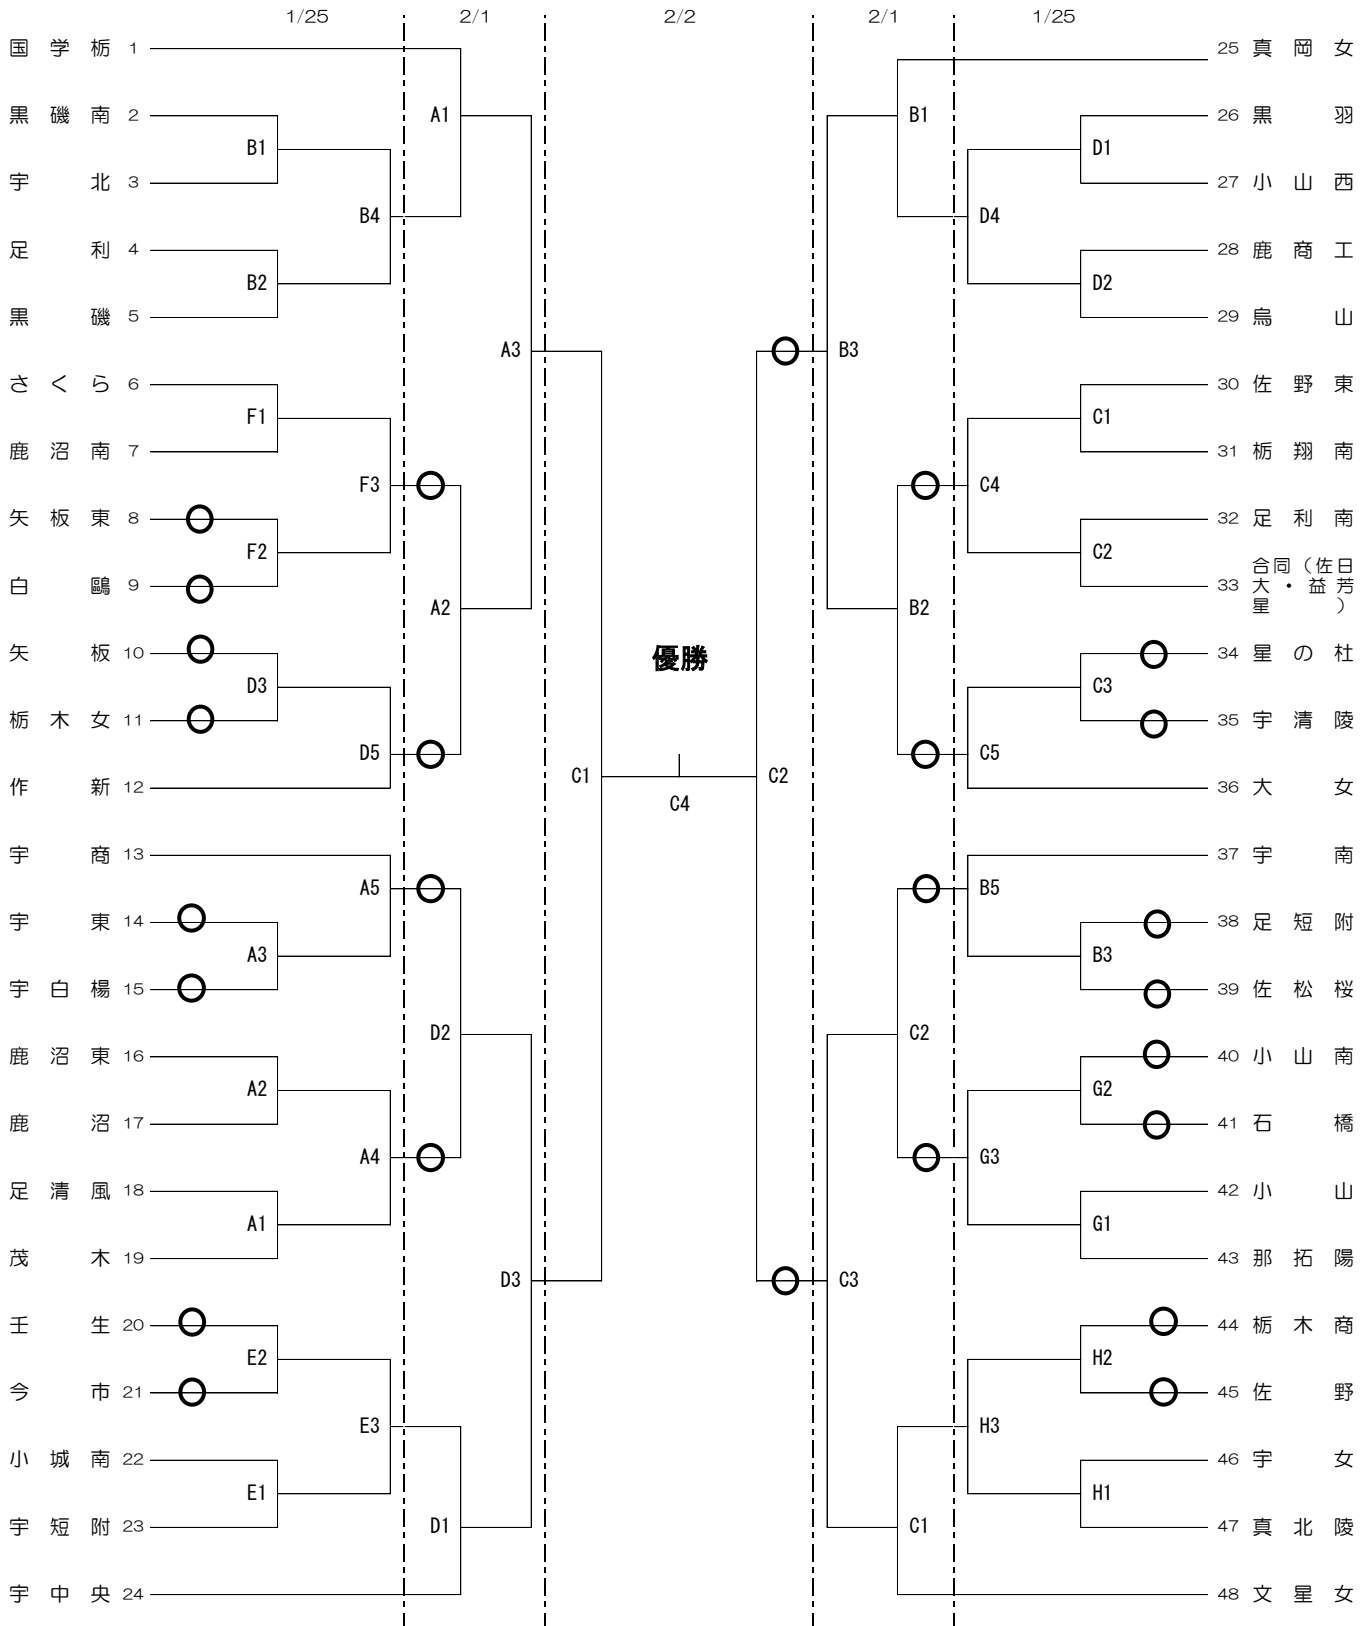 1/25 2/1 2/2 2/1 1/25
国学栃 1
25 真岡女
黒磯南 2
A1
B1
26 黒羽
B1
D1
宇北 3
27 小山西
B4
D4
足利 4
28 鹿商工
B2
D2
黒磯 5
29 烏山
A3
B3
さくら 6
30 佐野東
F1
C1
鹿沼南 7
31 栃翔南
F3
C4
矢板東 8
32 足利南
F2
C2
白鷗 9
33 合同（佐日
大・益芳
星）
A2
B2
矢板 10
優勝
34 星の杜
D3
C3
栃木女 11
35 宇清陵
D5
C5
C1
C2
作新 12
C4
36 大女
宇商 13
37 宇南
A5
B5
宇東 14
38 足短附
A3
B3
宇白楊 15
39 佐松桜
D2
C2
鹿沼東 16
40 小山南
A2
G2
鹿沼 17
41 石橋
A4
G3
足清風 18
42 小山
A1
G1
茂木 19
43 那拓陽
D3
C3
壬生 20
44 栃木商
E2
H2
今市 21
45 佐野
E3
H3
小城南 22
46 宇女
E1
H1
宇短附 23
D1
C1
47 真北陵
宇中央 24
48 文星女